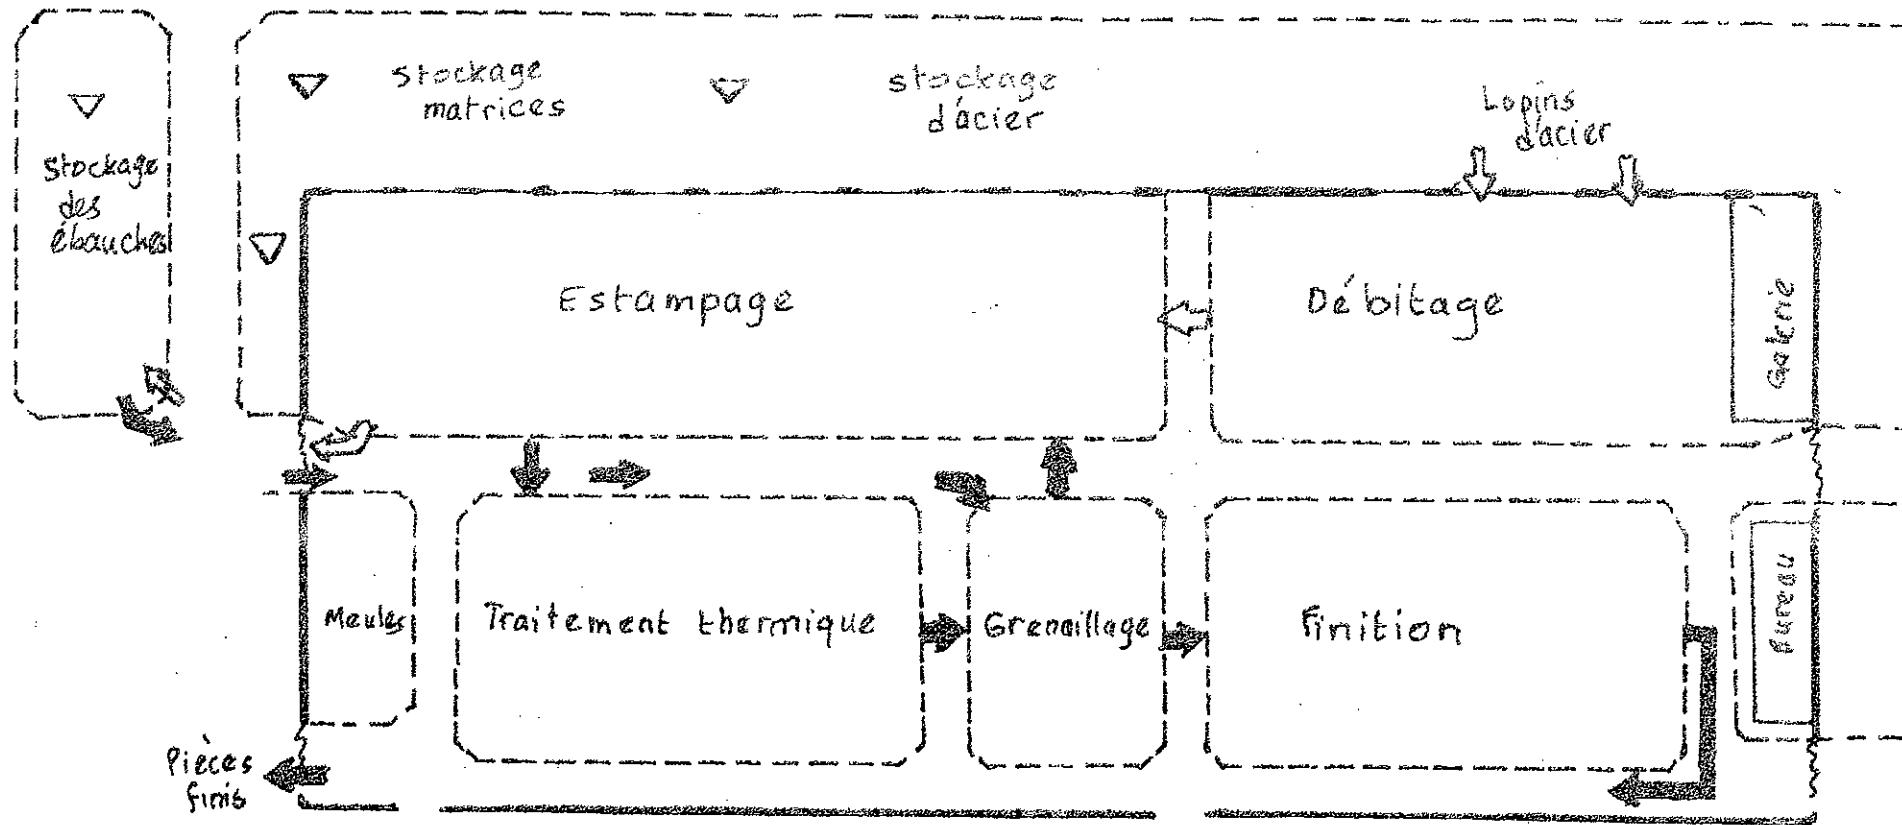 Stockage
matrices
stockage
d'acier
Lopins
d'acier
Stockage
des
ébauches
Estampage
Débitage
Galerie
Meules
Traitement thermique
Grenaillage
Finition
Bureau
Pièces
finis